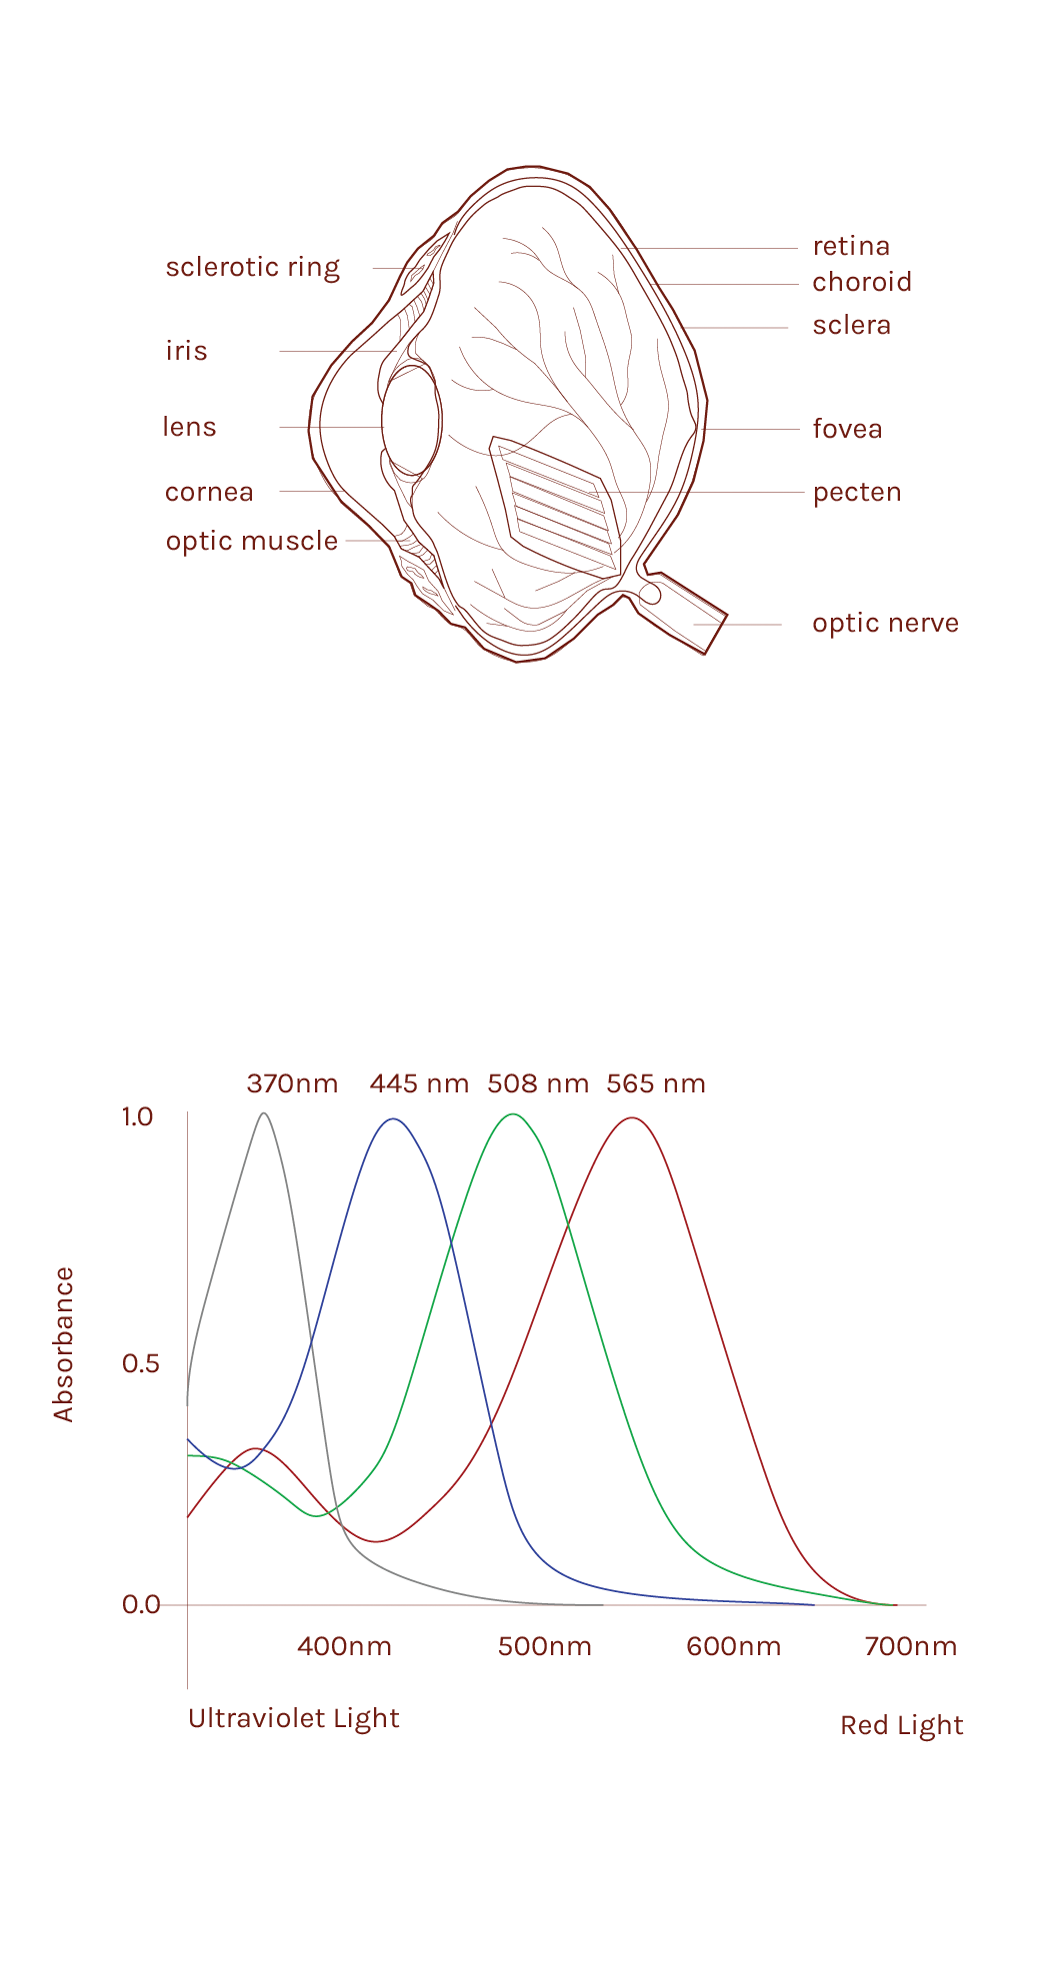 sclerotic ring
iris
lens
cornea
optic muscle
retina
choroid
sclera
fovea
pecten
optic nerve
370nm 445 nm 508 nm 565 nm
1.0
0.5
0.0
Absorbance
400nm 500nm 600nm 700nm
Ultraviolet Light
Red Light